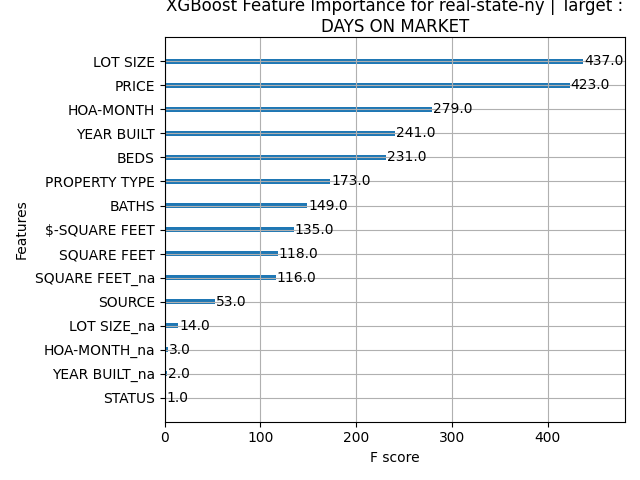 XGBoost Feature Importance for real-state-ny | Target :
DAYS ON MARKET
LOT SIZE 437.0
PRICE 423.0
HOA-MONTH 279.0
YEAR BUILT 241.0
BEDS 231.0
PROPERTY TYPE 173.0
BATHS 149.0
$-SQUARE FEET 135.0
SQUARE FEET 118.0
SQUARE FEET_na 116.0
SOURCE 53.0
LOT SIZE_na 14.0
HOA-MONTH_na 3.0
YEAR BUILT_na 2.0
STATUS 1.0
Features
0 100 200 300 400
F score